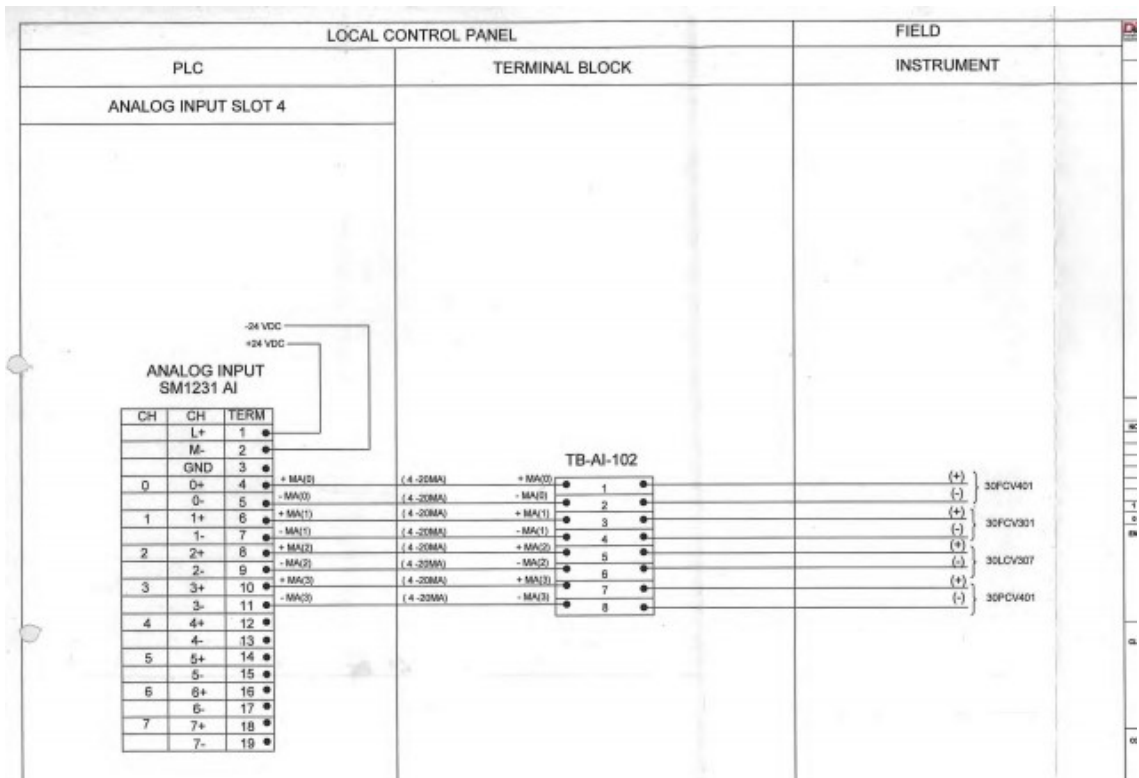 LOCAL CONTROL PANEL
FIELD
PLC
TERMINAL BLOCK
INSTRUMENT
ANALOG INPUT SLOT 4
-24 VDC
+24 VDC
ANALOG INPUT
SM1231 AI
TB-AI-102
CH CH TERM
L+ 1
M- 2
GND 3
0 0+ 4 + MA(0) ( 4 -20MA) + MA(0) 1 (+)
0- 5 - MA(0) ( 4 -20MA) - MA(0) 2 (-)
30FCV401
1 1+ 6 + MA(1) ( 4 -20MA) + MA(1) 3 (+)
1- 7 - MA(1) ( 4 -20MA) - MA(1) 4 (-)
30FCV301
2 2+ 8 + MA(2) ( 4 -20MA) + MA(2) 5 (+)
2- 9 - MA(2) ( 4 -20MA) - MA(2) 6 (-)
30LCV307
3 3+ 10 + MA(3) ( 4 -20MA) + MA(3) 7 (+)
3- 11 - MA(3) ( 4 -20MA) - MA(3) 8 (-)
30PCV401
4 4+ 12
4- 13
5 5+ 14
5- 15
6 6+ 16
6- 17
7 7+ 18
7- 19